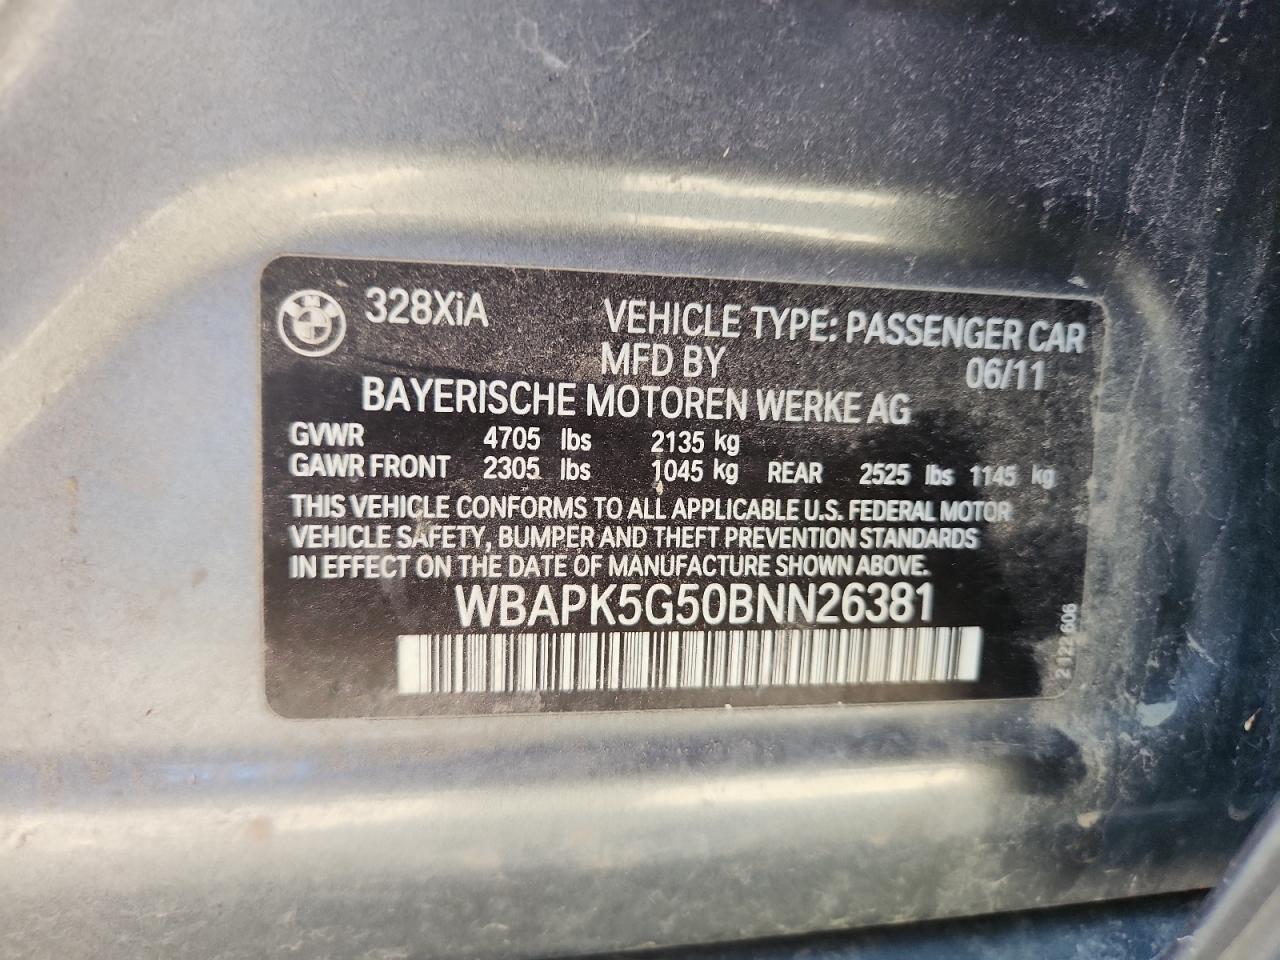 328XiA
VEHICLE TYPE: PASSENGER CAR
MFD BY
06/11
BAYERISCHE MOTOREN WERKE AG
GVWR 4705 lbs 2135 kg
GAWR FRONT 2305 lbs 1045 kg REAR 2525 lbs 1145 kg
THIS VEHICLE CONFORMS TO ALL APPLICABLE U.S. FEDERAL MOTOR
VEHICLE SAFETY, BUMPER AND THEFT PREVENTION STANDARDS
IN EFFECT ON THE DATE OF MANUFACTURE SHOWN ABOVE.
WBAPK5G50BNN26381